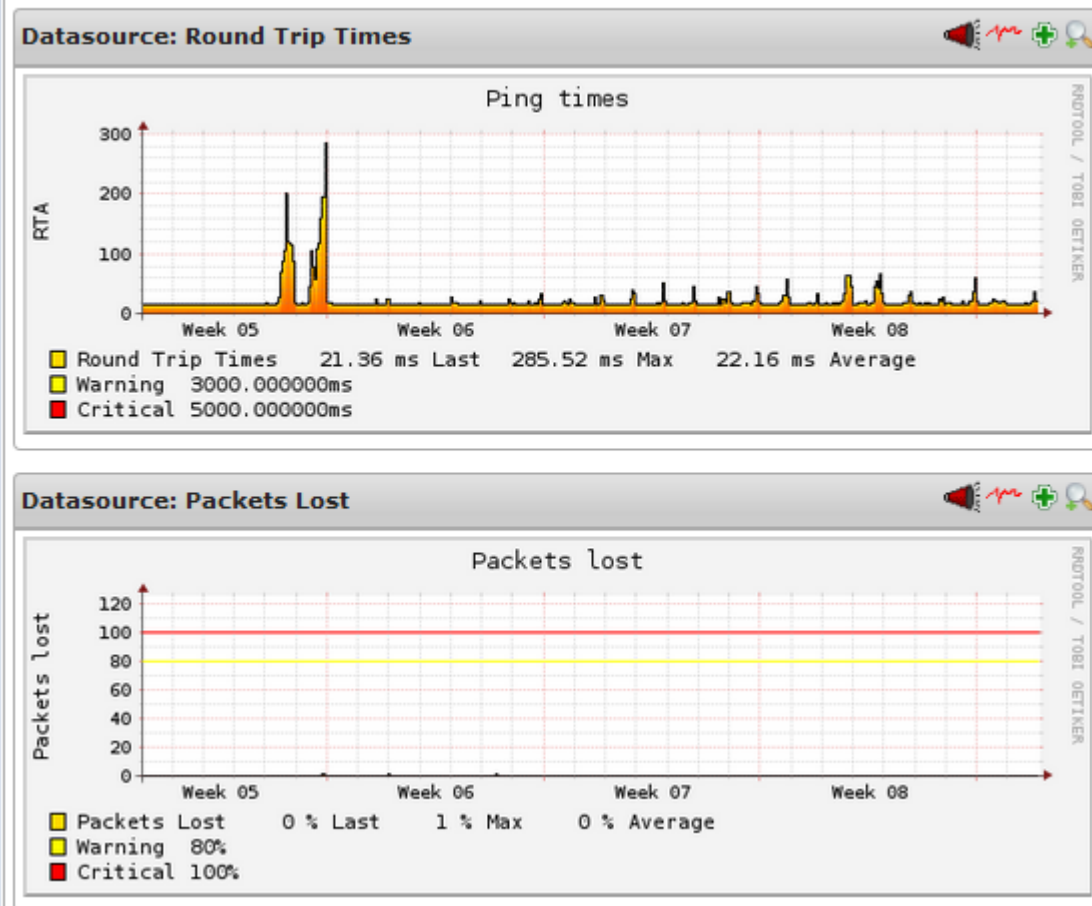 Datasource: Round Trip Times
Ping times
RRDTOOL / TOBI OETIKER
300
200
100
0
RTA
Week 05 Week 06 Week 07 Week 08
Round Trip Times 21.36 ms Last 285.52 ms Max 22.16 ms Average
Warning 3000.000000ms
Critical 5000.000000ms
Datasource: Packets Lost
Packets lost
RRDTOOL / TOBI OETIKER
120
100
80
60
40
20
0
Packets lost
Week 05 Week 06 Week 07 Week 08
Packets Lost 0 % Last 1 % Max 0 % Average
Warning 80%
Critical 100%